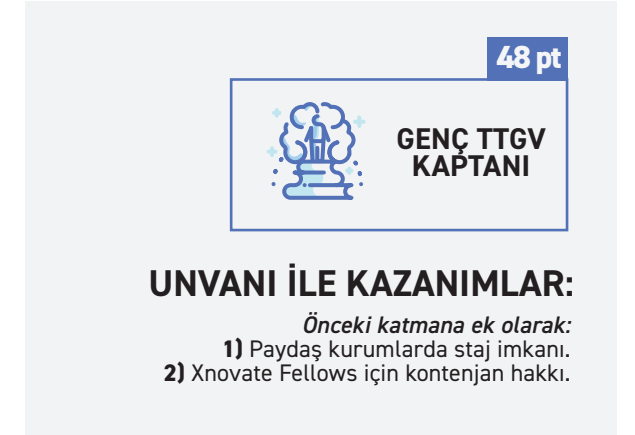 48 pt
GENÇ TTGV
KAPTANI
UNVANI İLE KAZANIMLAR:
Önceki katmana ek olarak:
1) Paydaş kurumlarda staj imkanı.
2) Xnovate Fellows için kontenjan hakkı.